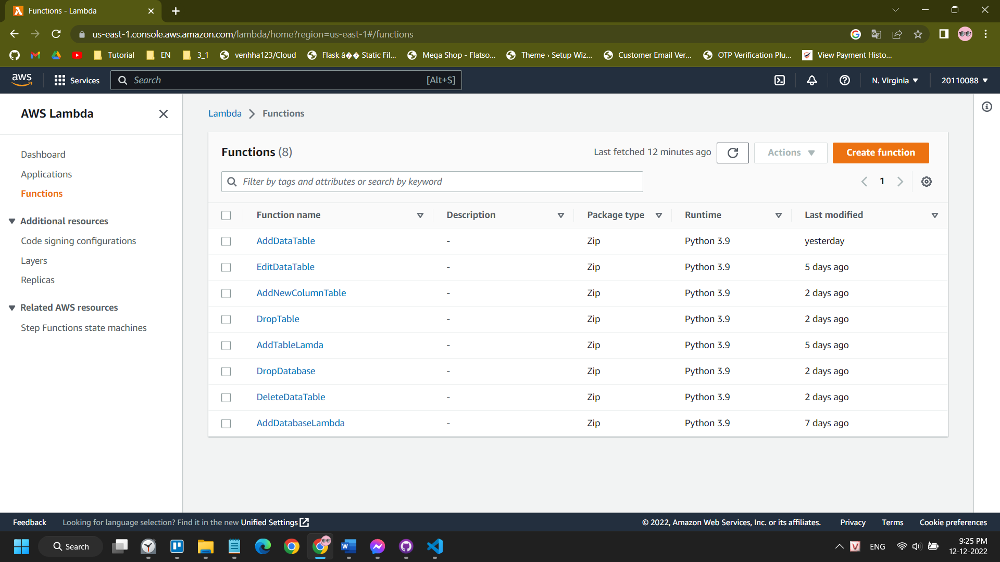 Functions - Lambda
us-east-1.console.aws.amazon.com/lambda/home?region=us-east-1#/functions
Tutorial EN 3_1 venhha123/Cloud Flask â�� Static Fil... Mega Shop - Flatso... Theme › Setup Wiz... Customer Email Ver... OTP Verification Plu... View Payment Histo...
aws Services Search [Alt+S] N. Virginia 20110088
AWS Lambda
Dashboard
Applications
Functions
Additional resources
Code signing configurations
Layers
Replicas
Related AWS resources
Step Functions state machines
Lambda Functions
Functions (8) Last fetched 12 minutes ago Actions Create function
Filter by tags and attributes or search by keyword 1
Function name Description Package type Runtime Last modified
AddDataTable - Zip Python 3.9 yesterday
EditDataTable - Zip Python 3.9 5 days ago
AddNewColumnTable - Zip Python 3.9 2 days ago
DropTable - Zip Python 3.9 2 days ago
AddTableLamda - Zip Python 3.9 5 days ago
DropDatabase - Zip Python 3.9 2 days ago
DeleteDataTable - Zip Python 3.9 2 days ago
AddDatabaseLambda - Zip Python 3.9 7 days ago
Feedback Looking for language selection? Find it in the new Unified Settings © 2022, Amazon Web Services, Inc. or its affiliates. Privacy Terms Cookie preferences
Search ENG 9:25 PM
12-12-2022